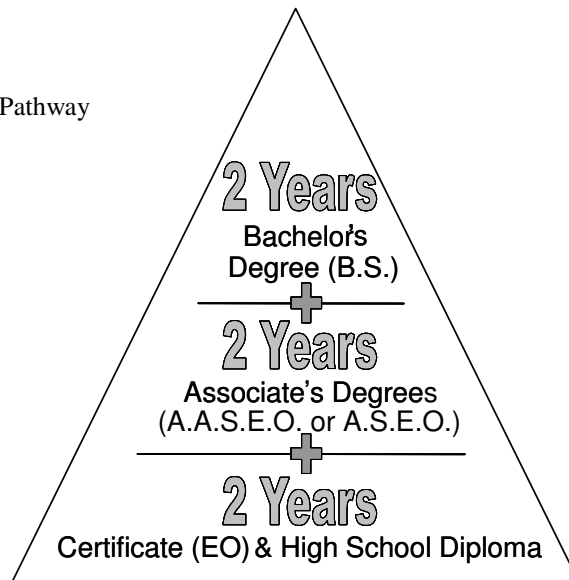 Pathway
2 Years
Bachelor's
Degree (B.S.)
+
2 Years
Associate's Degrees
(A.A.S.E.O. or A.S.E.O.)
+
2 Years
Certificate (EO) & High School Diploma